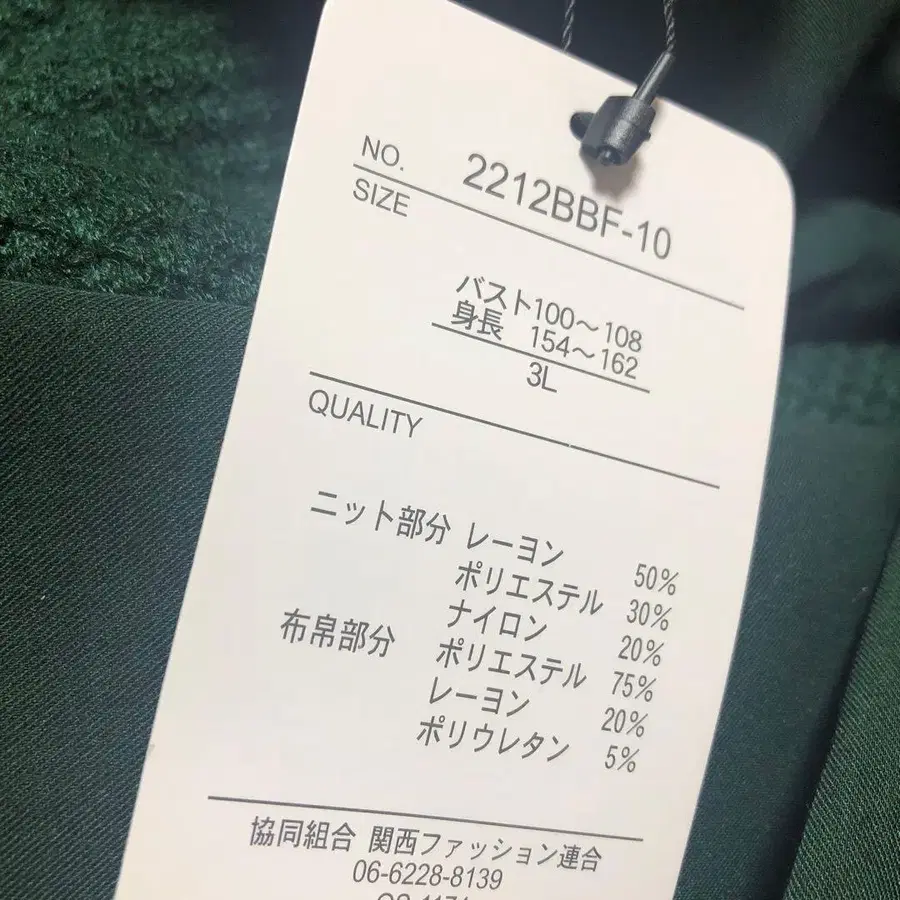 NO. 2212BBF-10
SIZE
バスト100～108
身長 154～162
3L
QUALITY
ニット部分 レーヨン 50%
ポリエステル 30%
ナイロン 20%
布帛部分 ポリエステル 75%
レーヨン 20%
ポリウレタン 5%
協同組合 関西ファッション連合
06-6228-8139